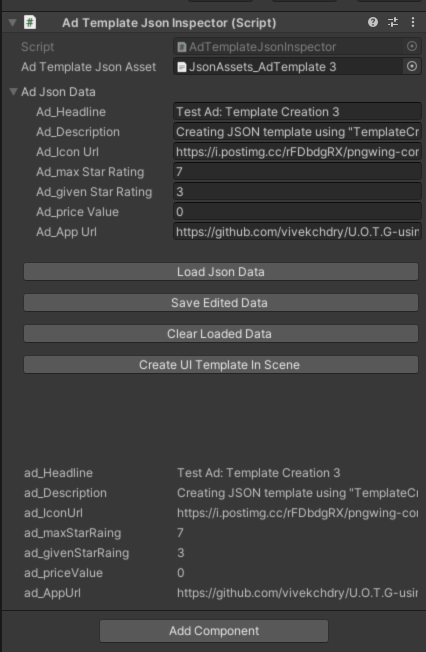 Ad Template Json Inspector (Script)
Script AdTemplateJsonInspector
Ad Template Json Asset JsonAssets_AdTemplate 3
Ad Json Data
Ad_Headline Test Ad: Template Creation 3
Ad_Description Creating JSON template using "TemplateCr
Ad_Icon Url https://i.postimg.cc/rFDbdgRX/pngwing-cor
Ad_max Star Rating 7
Ad_given Star Rating 3
Ad_price Value 0
Ad_App Url https://github.com/vivekchdry/U.O.T.G-usin
Load Json Data
Save Edited Data
Clear Loaded Data
Create UI Template In Scene
ad_Headline Test Ad: Template Creation 3
ad_Description Creating JSON template using "TemplateCr
ad_IconUrl https://i.postimg.cc/rFDbdgRX/pngwing-cor
ad_maxStarRaing 7
ad_givenStarRaing 3
ad_priceValue 0
ad_AppUrl https://github.com/vivekchdry/U.O.T.G-usin
Add Component